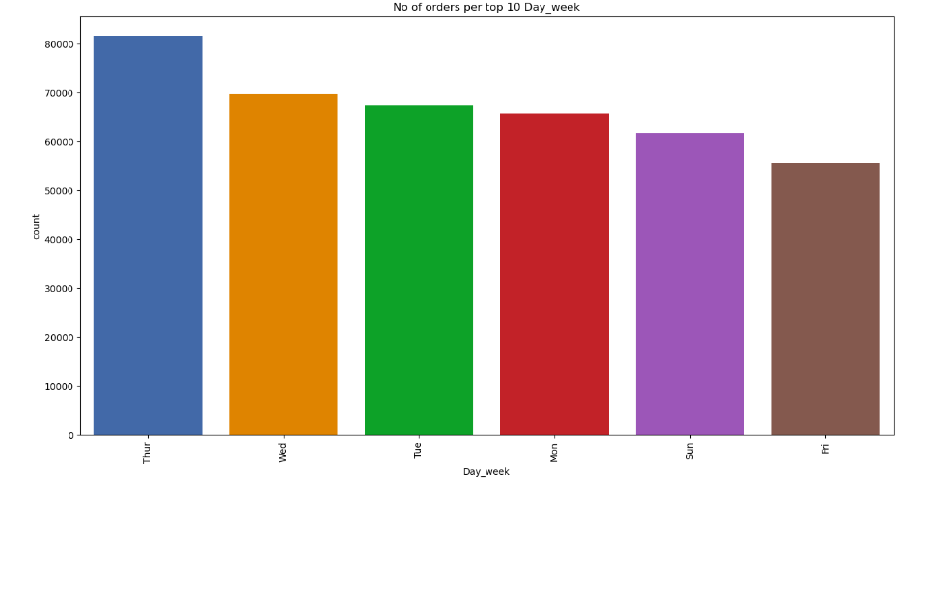 No of orders per top 10 Day_week
80000
70000
60000
50000
40000
30000
20000
10000
0
count
Thur
Wed
Tue
Mon
Sun
Fri
Day_week